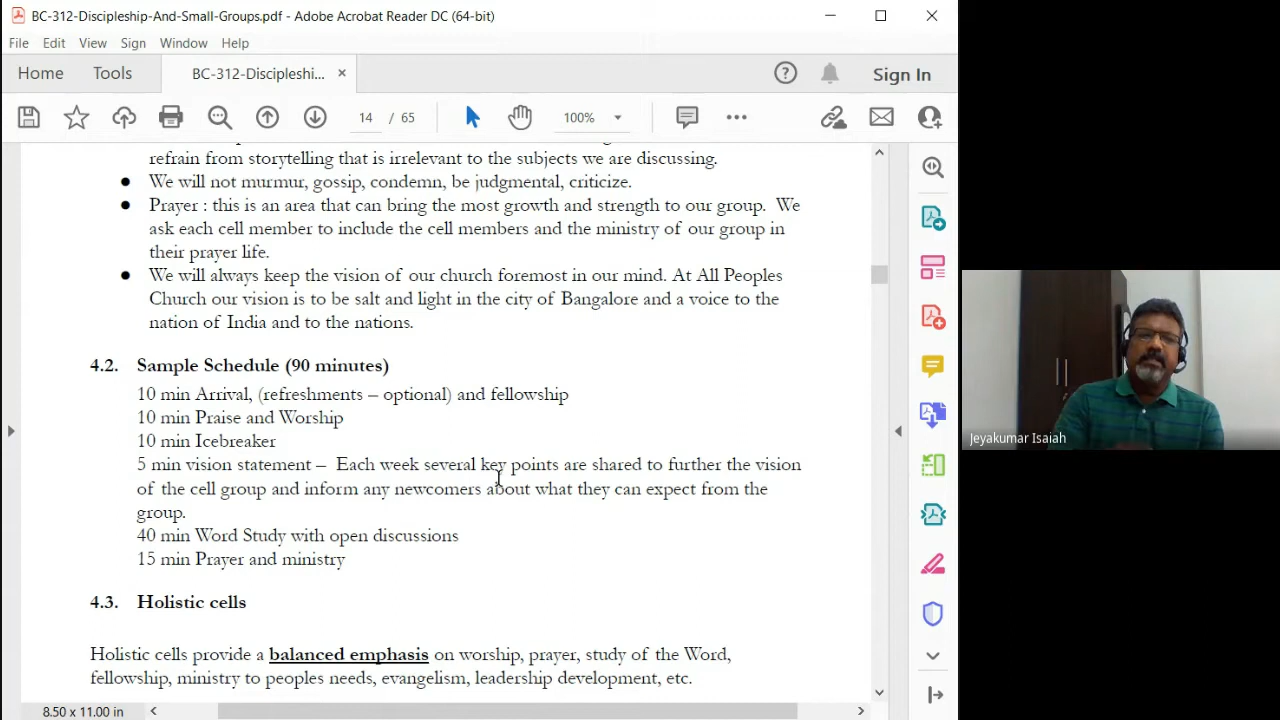 BC-312-Discipleship-And-Small-Groups.pdf - Adobe Acrobat Reader DC (64-bit)
File Edit View Sign Window Help
Home Tools BC-312-Discipleshi... Sign In
14 / 65 100%
refrain from storytelling that is irrelevant to the subjects we are discussing.
● We will not murmur, gossip, condemn, be judgmental, criticize.
● Prayer : this is an area that can bring the most growth and strength to our group. We
ask each cell member to include the cell members and the ministry of our group in
their prayer life.
● We will always keep the vision of our church foremost in our mind. At All Peoples
Church our vision is to be salt and light in the city of Bangalore and a voice to the
nation of India and to the nations.
4.2. Sample Schedule (90 minutes)
10 min Arrival, (refreshments – optional) and fellowship
10 min Praise and Worship
10 min Icebreaker
5 min vision statement – Each week several key points are shared to further the vision
of the cell group and inform any newcomers about what they can expect from the
group.
40 min Word Study with open discussions
15 min Prayer and ministry
4.3. Holistic cells
Holistic cells provide a balanced emphasis on worship, prayer, study of the Word,
fellowship, ministry to peoples needs, evangelism, leadership development, etc.
8.50 x 11.00 in
Jeyakumar Isaiah